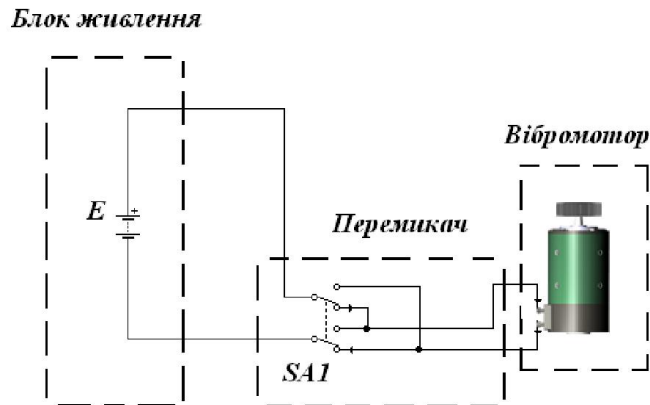 Блок живлення
Вібромотор
E
+
Перемикач
SA1